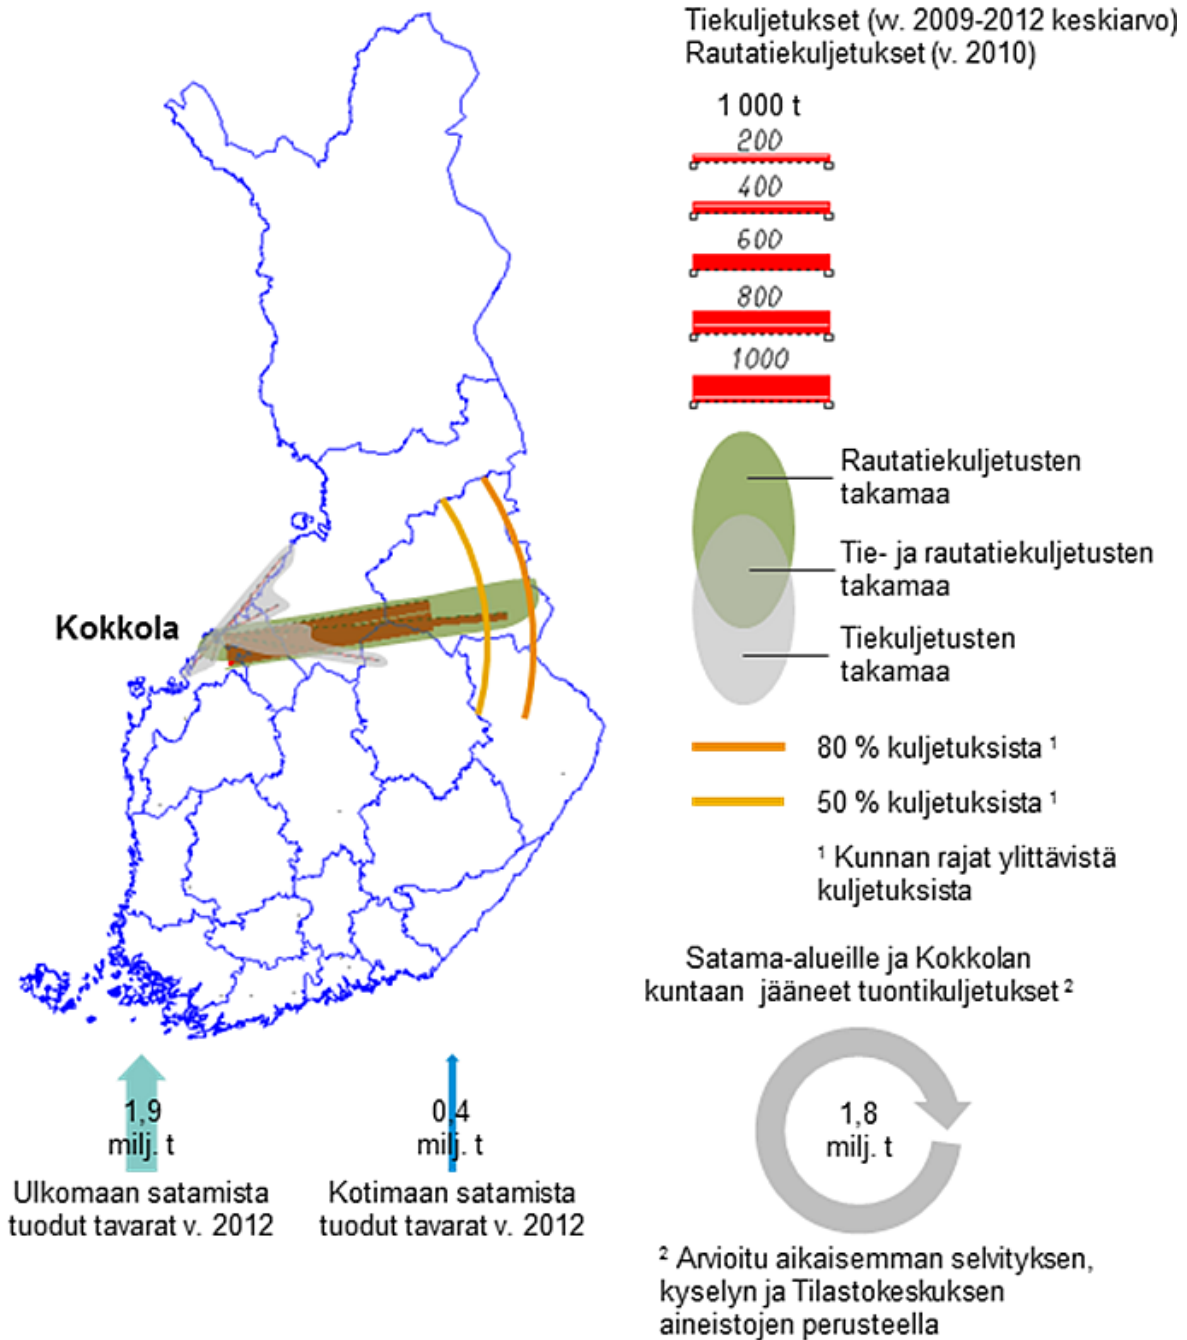 Tiekuljetukset (vv. 2009-2012 keskiarvo)
Rautatiekuljetukset (v. 2010)
1 000 t
200
400
600
800
1000
Rautatiekuljetusten
takamaa
Tie- ja rautatiekuljetusten
takamaa
Tiekuljetusten
takamaa
Kokkola
80 % kuljetuksista ¹
50 % kuljetuksista ¹
¹ Kunnan rajat ylittävistä
kuljetuksista
Satama-alueille ja Kokkolan
kuntaan jääneet tuontikuljetukset ²
1,8
milj. t
² Arvioitu aikaisemman selvityksen,
kyselyn ja Tilastokeskuksen
aineistojen perusteella
1,9
milj. t
Ulkomaan satamista
tuodut tavarat v. 2012
0,4
milj. t
Kotimaan satamista
tuodut tavarat v. 2012